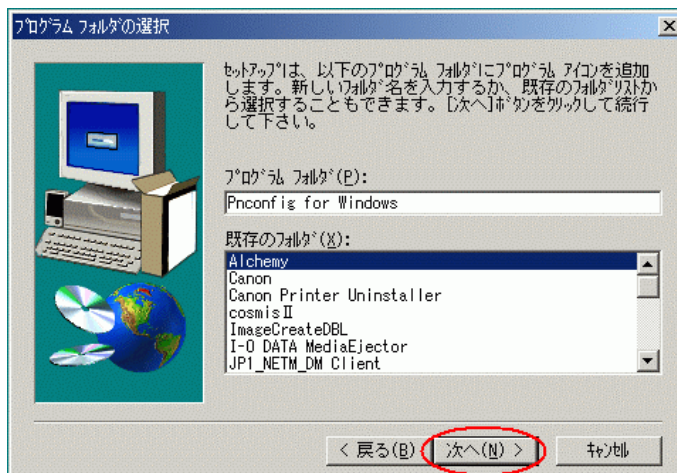 プログラム フォルダの選択
セットアップは、以下のプログラム フォルダにプログラム アイコンを追加
します。新しいフォルダ名を入力するか、既存のフォルダリストか
ら選択することもできます。[次へ]ボタンをクリックして続行
して下さい。
プログラム フォルダ(P):
Pnconfig for Windows
既存のフォルダ(X):
Alchemy
Canon
Canon Printer Uninstaller
cosmisⅡ
ImageCreateDBL
I-O DATA MediaEjector
JP1_NETM_DM Client
< 戻る(B)
次へ(N) >
キャンセル